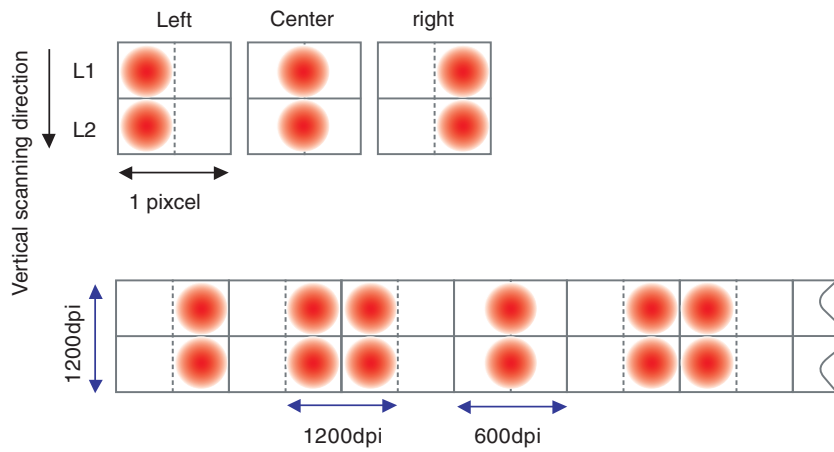 Left
Center
right
L1
L2
Vertical scanning direction
1 pixcel
1200dpi
1200dpi
600dpi